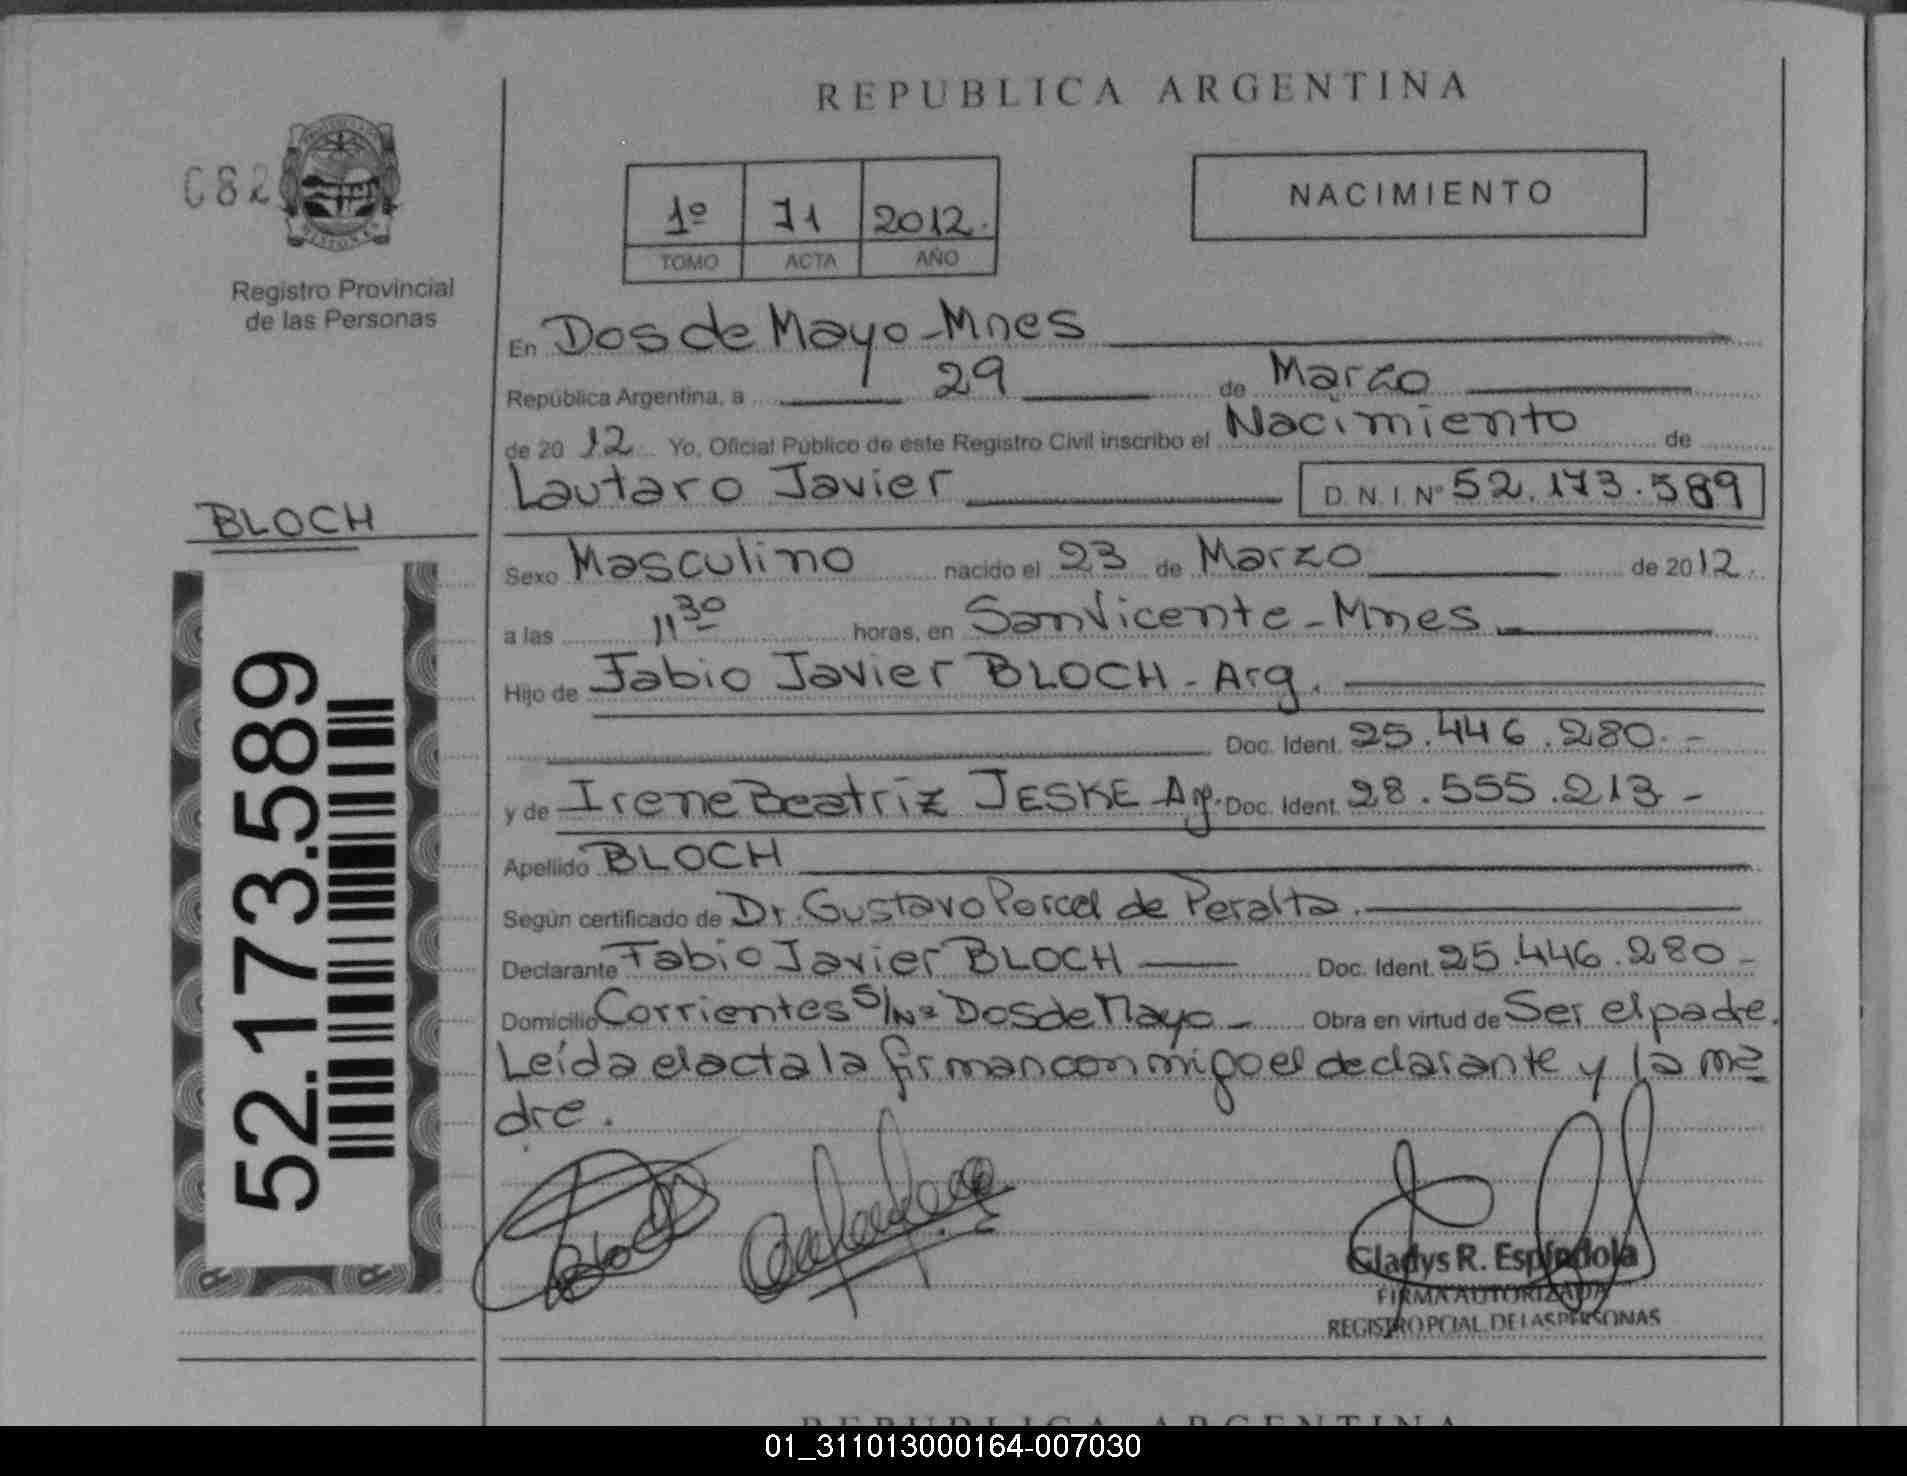 REPUBLICA ARGENTINA
C82
Registro Provincial
de las Personas
1º 71 2012.
TOMO ACTA AÑO
NACIMIENTO
En Dos de Mayo - Mnes
República Argentina, a 29 de Marzo
de 2012 Yo, Oficial Público de este Registro Civil inscribo el Nacimiento de
Lautaro Javier D.N.I. Nº 52.173.589
BLOCH
Sexo Masculino nacido el 23 de Marzo de 2012.
a las 11 30 horas, en San Vicente - Mnes
Hijo de Fabio Javier BLOCH - Arg.
Doc. Ident. 25.446.280.-
y de Irene Beatriz JESKE Arg. Doc. Ident. 28.555.213-
Apellido BLOCH
Según certificado de Dr. Gustavo Porcel de Peralta.
Declarante Fabio Javier BLOCH Doc. Ident. 25.446.280-
Domicilio Corrientes S/Nº Dos de Mayo - Obra en virtud de Ser el padre.
Leída el acta la firman conmigo el declarante y la ma
dre.
52.173.589
Gladys R. Espíndola
FIRMA AUTORIZADA
REGISTRO PCIAL. DE LAS PERSONAS
REPUBLICA ARGENTINA
01_311013000164-007030